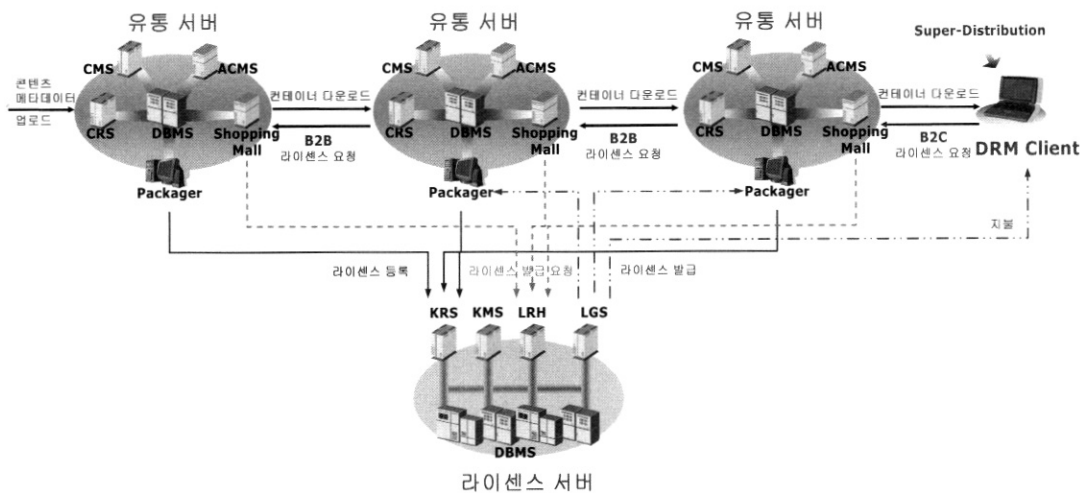 유통 서버
유통 서버
유통 서버
Super-Distribution
CMS
ACMS
CMS
ACMS
CMS
ACMS
콘텐츠
메타데이터
업로드
컨테이너 다운로드
컨테이너 다운로드
컨테이너 다운로드
CRS
DBMS
Shopping
Mall
B2B
라이센스 요청
CRS
DBMS
Shopping
Mall
B2B
라이센스 요청
CRS
DBMS
Shopping
Mall
B2C
라이센스 요청
DRM Client
Packager
Packager
Packager
지불
라이센스 등록
라이센스 발급 요청
라이센스 발급
KRS
KMS
LRH
LGS
DBMS
라이센스 서버